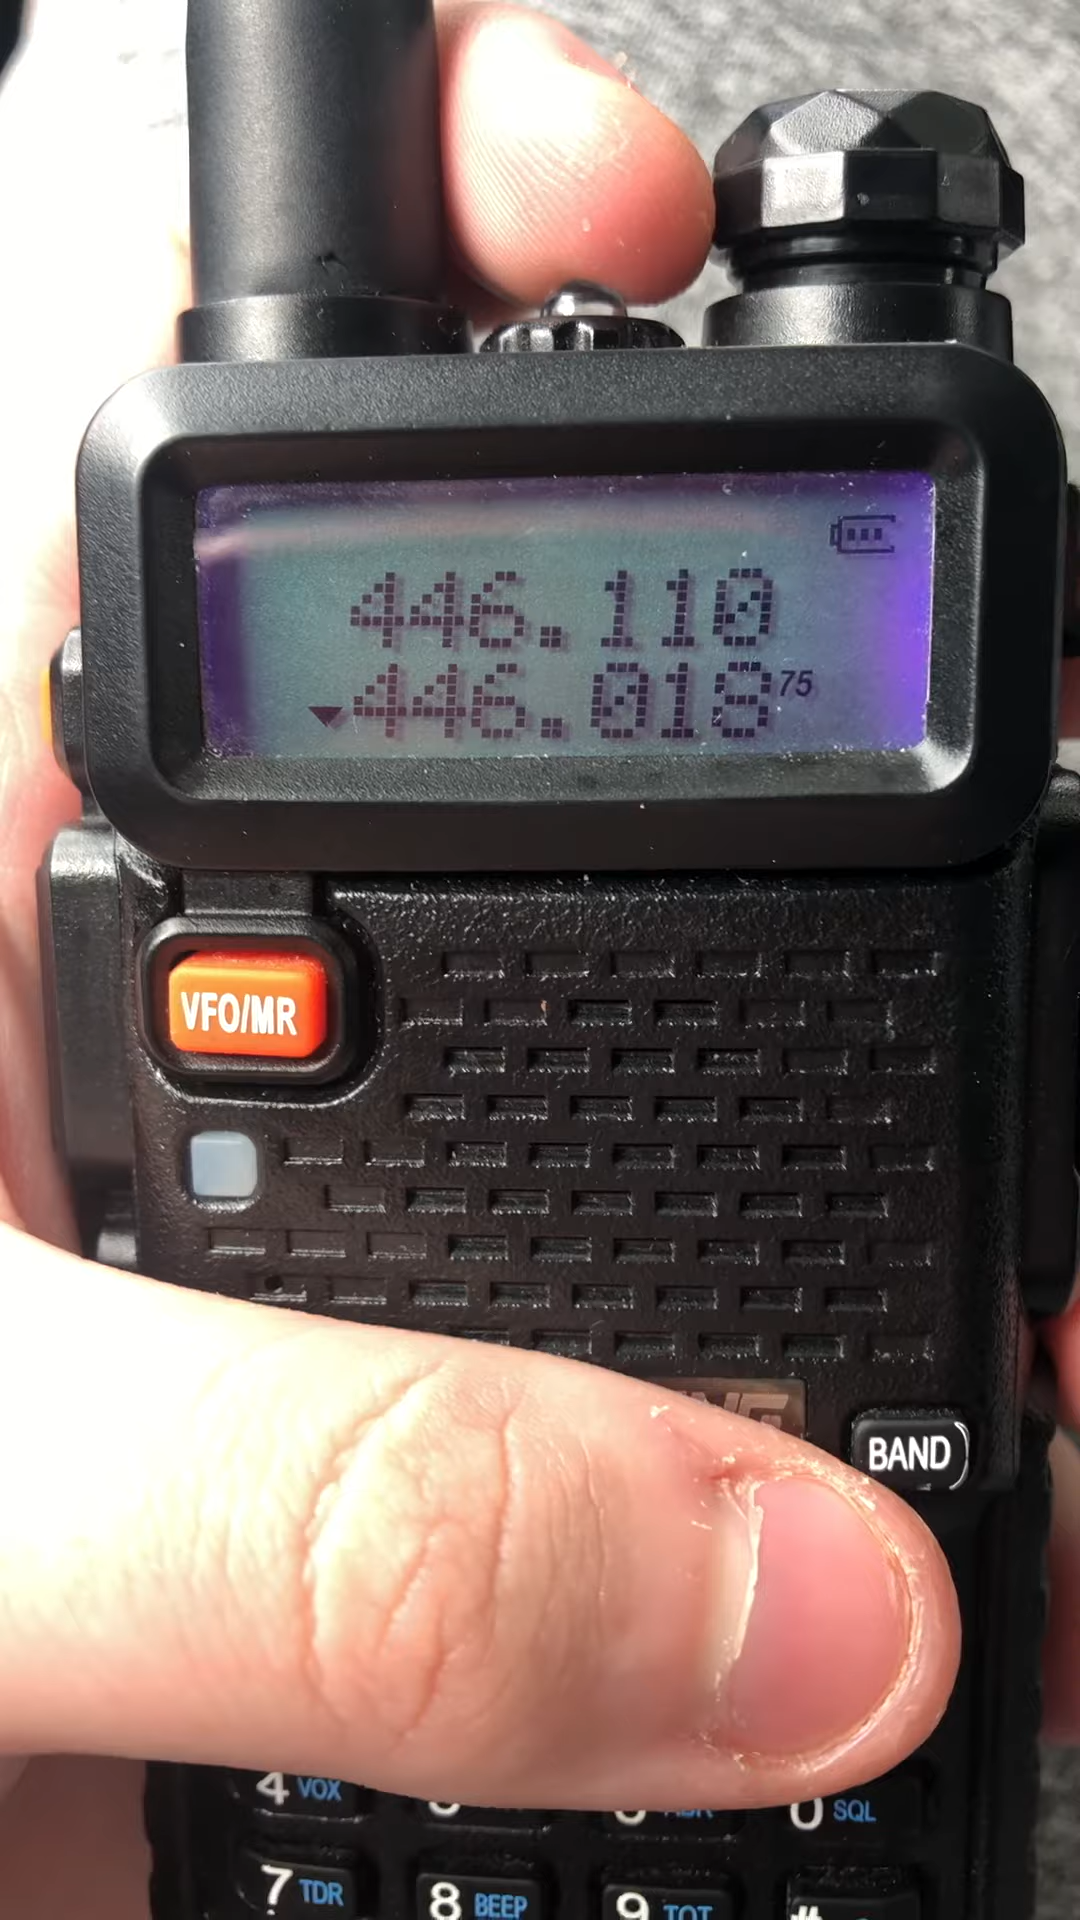 446.110
446.018 75
VFO/MR
BAND
4 VOX
0 SQL
7 TDR
8 BEEP
9 TOT
#